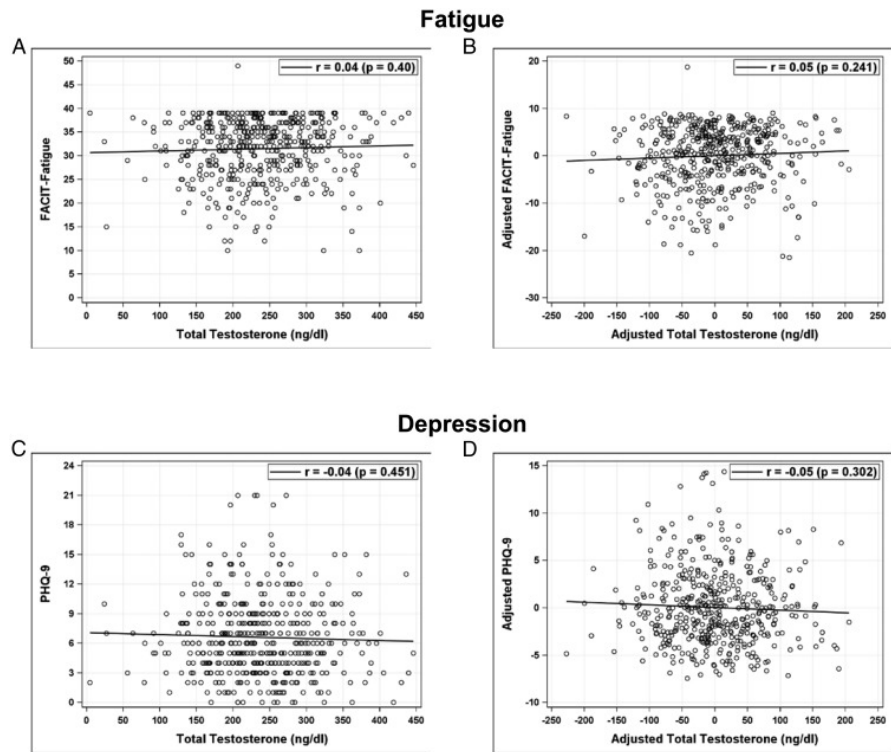 Fatigue
A
r = 0.04 (p = 0.40)
FACIT-Fatigue
50
45
40
35
30
25
20
15
10
5
0
0 50 100 150 200 250 300 350 400 450
Total Testosterone (ng/dl)
B
r = 0.05 (p = 0.241)
Adjusted FACIT-Fatigue
20
10
0
-10
-20
-30
-250 -200 -150 -100 -50 0 50 100 150 200 250
Adjusted Total Testosterone (ng/dl)
Depression
C
r = -0.04 (p = 0.451)
PHQ-9
24
21
18
15
12
9
6
3
0
0 50 100 150 200 250 300 350 400 450
Total Testosterone (ng/dl)
D
r = -0.05 (p = 0.302)
Adjusted PHQ-9
15
10
5
0
-5
-10
-250 -200 -150 -100 -50 0 50 100 150 200 250
Adjusted Total Testosterone (ng/dl)